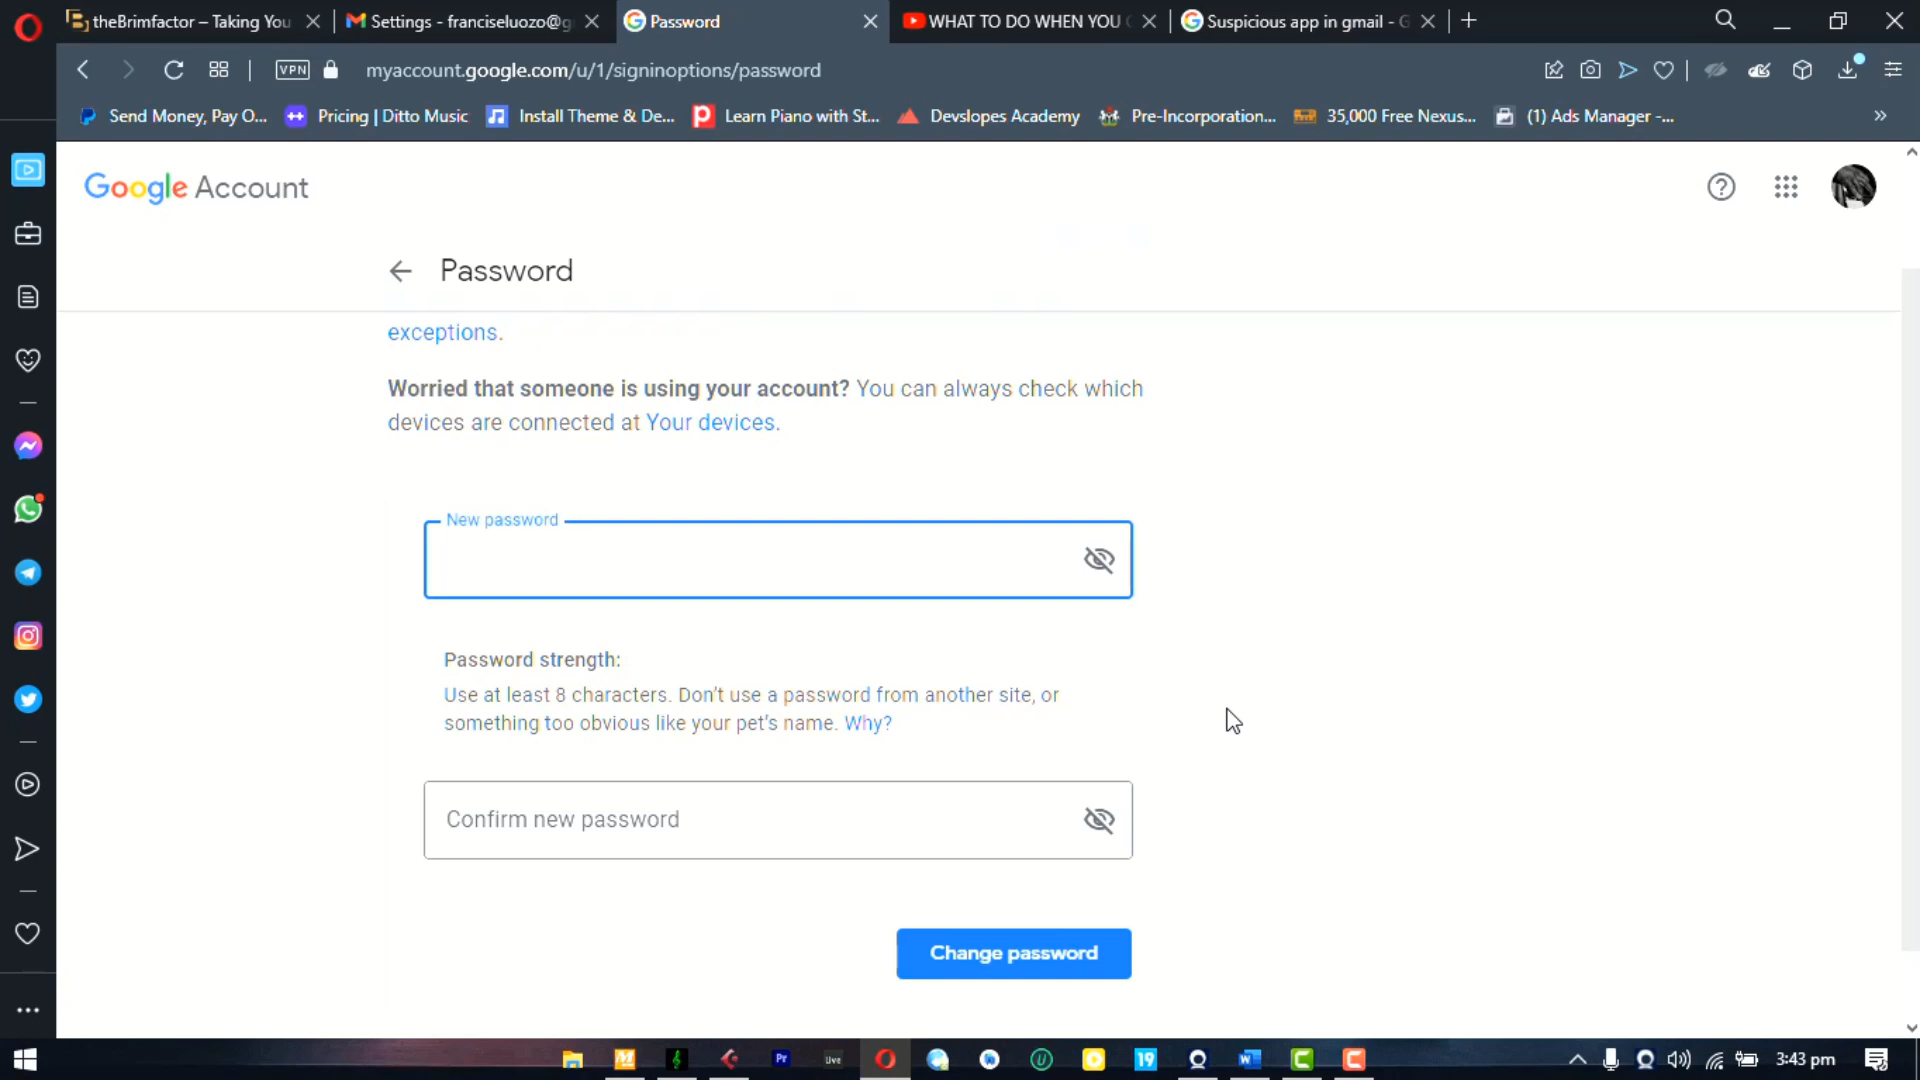 theBrimfactor – Taking You
Settings - franciseluozo@g
Password
WHAT TO DO WHEN YOU
Suspicious app in gmail - G
VPN
myaccount.google.com/u/1/signinoptions/password
Send Money, Pay O...
Pricing | Ditto Music
Install Theme & De...
Learn Piano with St...
Devslopes Academy
Pre-Incorporation...
35,000 Free Nexus...
(1) Ads Manager -...
Google Account
Password
exceptions.
Worried that someone is using your account? You can always check which
devices are connected at Your devices.
New password
Password strength:
Use at least 8 characters. Don't use a password from another site, or
something too obvious like your pet's name. Why?
Confirm new password
Change password
Pr
Live
19
3:43 pm